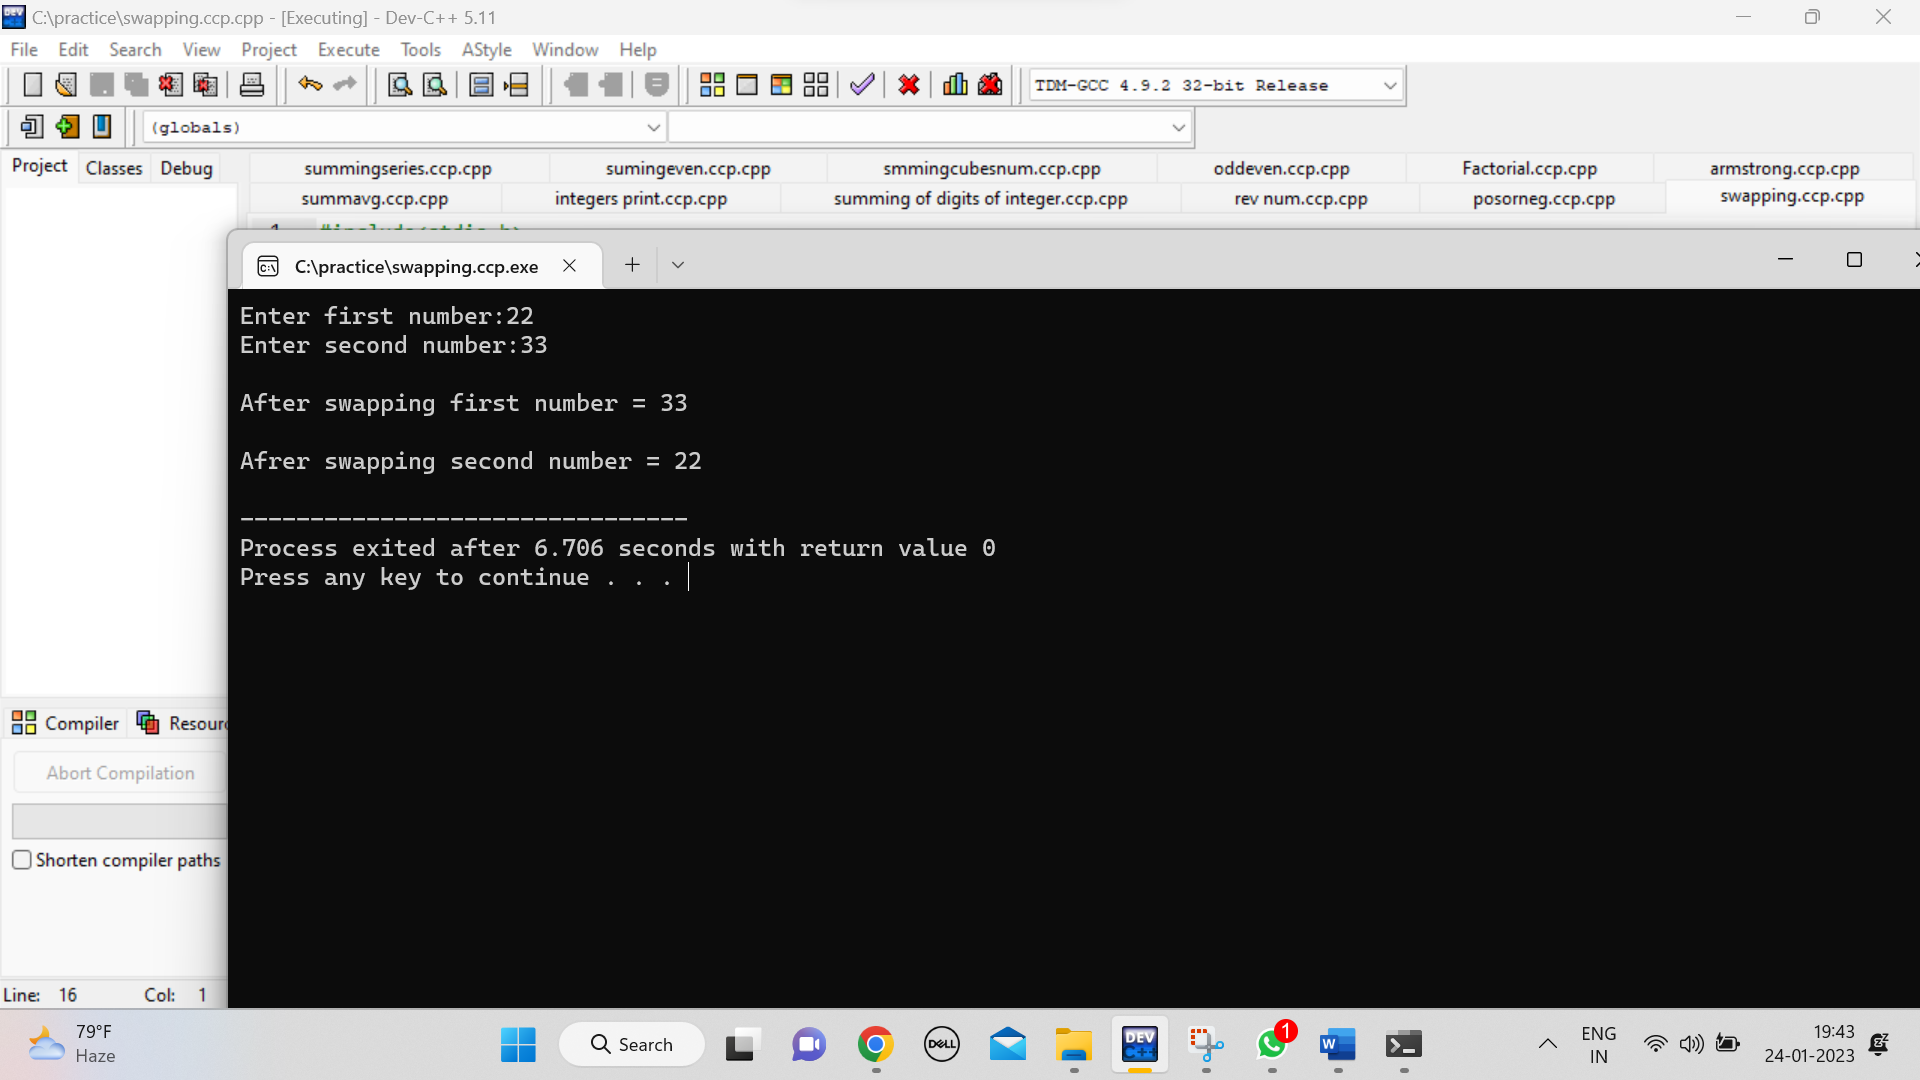 C:\practice\swapping.ccp.cpp - [Executing] - Dev-C++ 5.11
File Edit Search View Project Execute Tools AStyle Window Help
TDM-GCC 4.9.2 32-bit Release
(globals)
Project Classes Debug
summingseries.ccp.cpp sumingeven.ccp.cpp smmingcubesnum.ccp.cpp oddeven.ccp.cpp Factorial.ccp.cpp armstrong.ccp.cpp
summavg.ccp.cpp integers print.ccp.cpp summing of digits of integer.ccp.cpp rev num.ccp.cpp posorneg.ccp.cpp swapping.ccp.cpp
C:\practice\swapping.ccp.exe
Enter first number:22
Enter second number:33
After swapping first number = 33
Afrer swapping second number = 22
--------------------------------
Process exited after 6.706 seconds with return value 0
Press any key to continue . . .
Compiler Resour
Abort Compilation
Shorten compiler paths
Line: 16 Col: 1
79°F
Haze
Search
DELL
DEV
C++
1
W
ENG
IN
19:43
24-01-2023